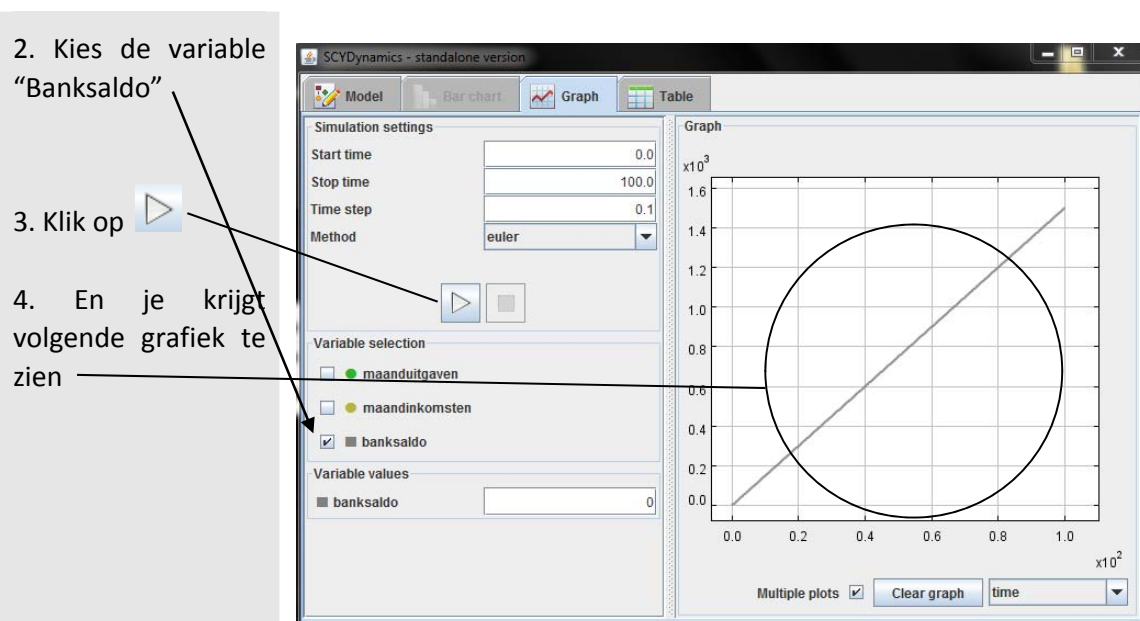 2. Kies de variable
“Banksaldo”
3. Klik op
4. En je krijgt
volgende grafiek te
zien
SCYDynamics - standalone version
Model Bar chart Graph Table
Simulation settings
Start time 0.0
Stop time 100.0
Time step 0.1
Method euler
Variable selection
maanduitgaven
maandinkomsten
banksaldo
Variable values
banksaldo 0
Graph
x10^3
1.6
1.4
1.2
1.0
0.8
0.6
0.4
0.2
0.0
0.0 0.2 0.4 0.6 0.8 1.0
x10^2
Multiple plots Clear graph time